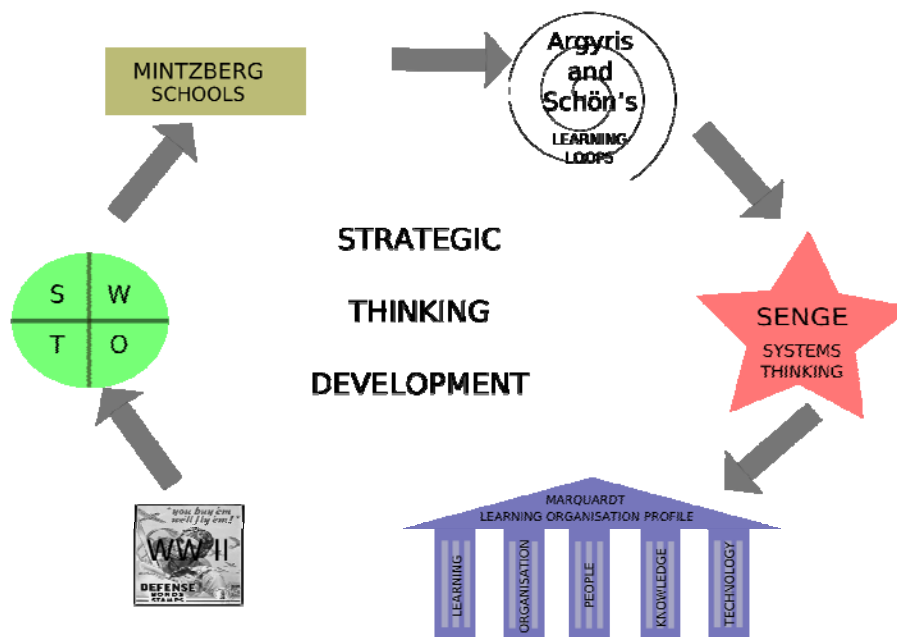 MINTZBERG
SCHOOLS
Argyris
and
Schön's
LEARNING
LOOPS
STRATEGIC
THINKING
DEVELOPMENT
S W
T O
SENGE
SYSTEMS
THINKING
"you buy 'em
we'll fly 'em!"
WW II
DEFENSE
BONDS
STAMPS
MARQUARDT
LEARNING ORGANISATION PROFILE
LEARNING
ORGANISATION
PEOPLE
KNOWLEDGE
TECHNOLOGY